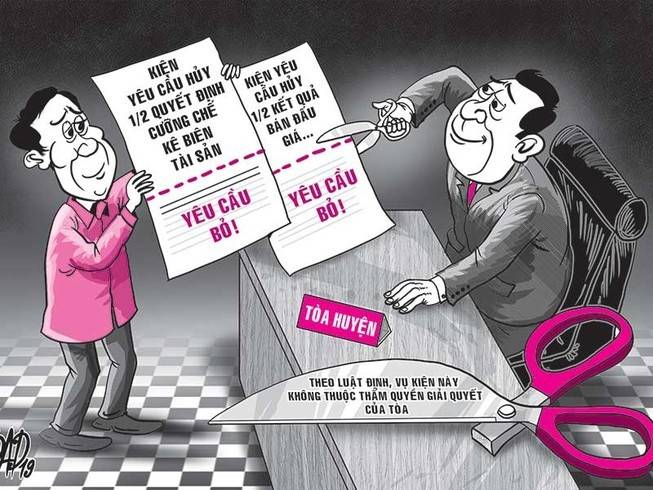 KIỆN
YÊU CẦU HỦY
1/2 QUYẾT ĐỊNH
CƯỠNG CHẾ
KÊ BIÊN
TÀI SẢN
YÊU CẦU
BỎ!
KIỆN YÊU
CẦU HỦY
1/2 KẾT QUẢ
BÁN ĐẤU
GIÁ...
YÊU CẦU
BỎ!
TÒA HUYỆN
THEO LUẬT ĐỊNH, VỤ KIỆN NÀY
KHÔNG THUỘC THẨM QUYỀN GIẢI QUYẾT
CỦA TÒA